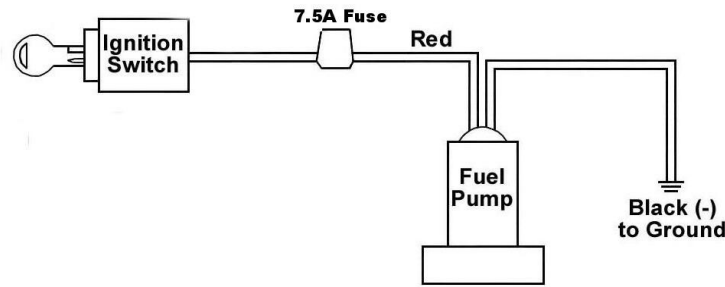 7.5A Fuse
Ignition
Switch
Red
Fuel
Pump
Black (-)
to Ground